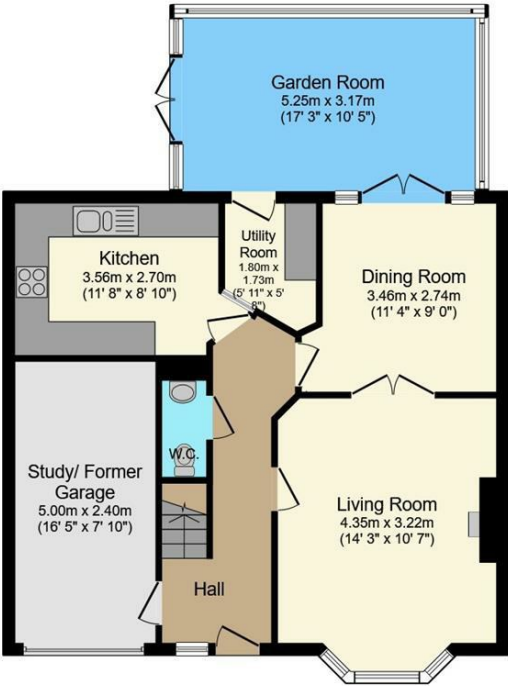 Garden Room
5.25m x 3.17m
(17' 3" x 10' 5")
Kitchen
3.56m x 2.70m
(11' 8" x 8' 10")
Utility
Room
1.80m x
1.73m
(5' 11" x 5'
8")
Dining Room
3.46m x 2.74m
(11' 4" x 9' 0")
W.C.
Study/ Former
Garage
5.00m x 2.40m
(16' 5" x 7' 10")
Living Room
4.35m x 3.22m
(14' 3" x 10' 7")
Hall